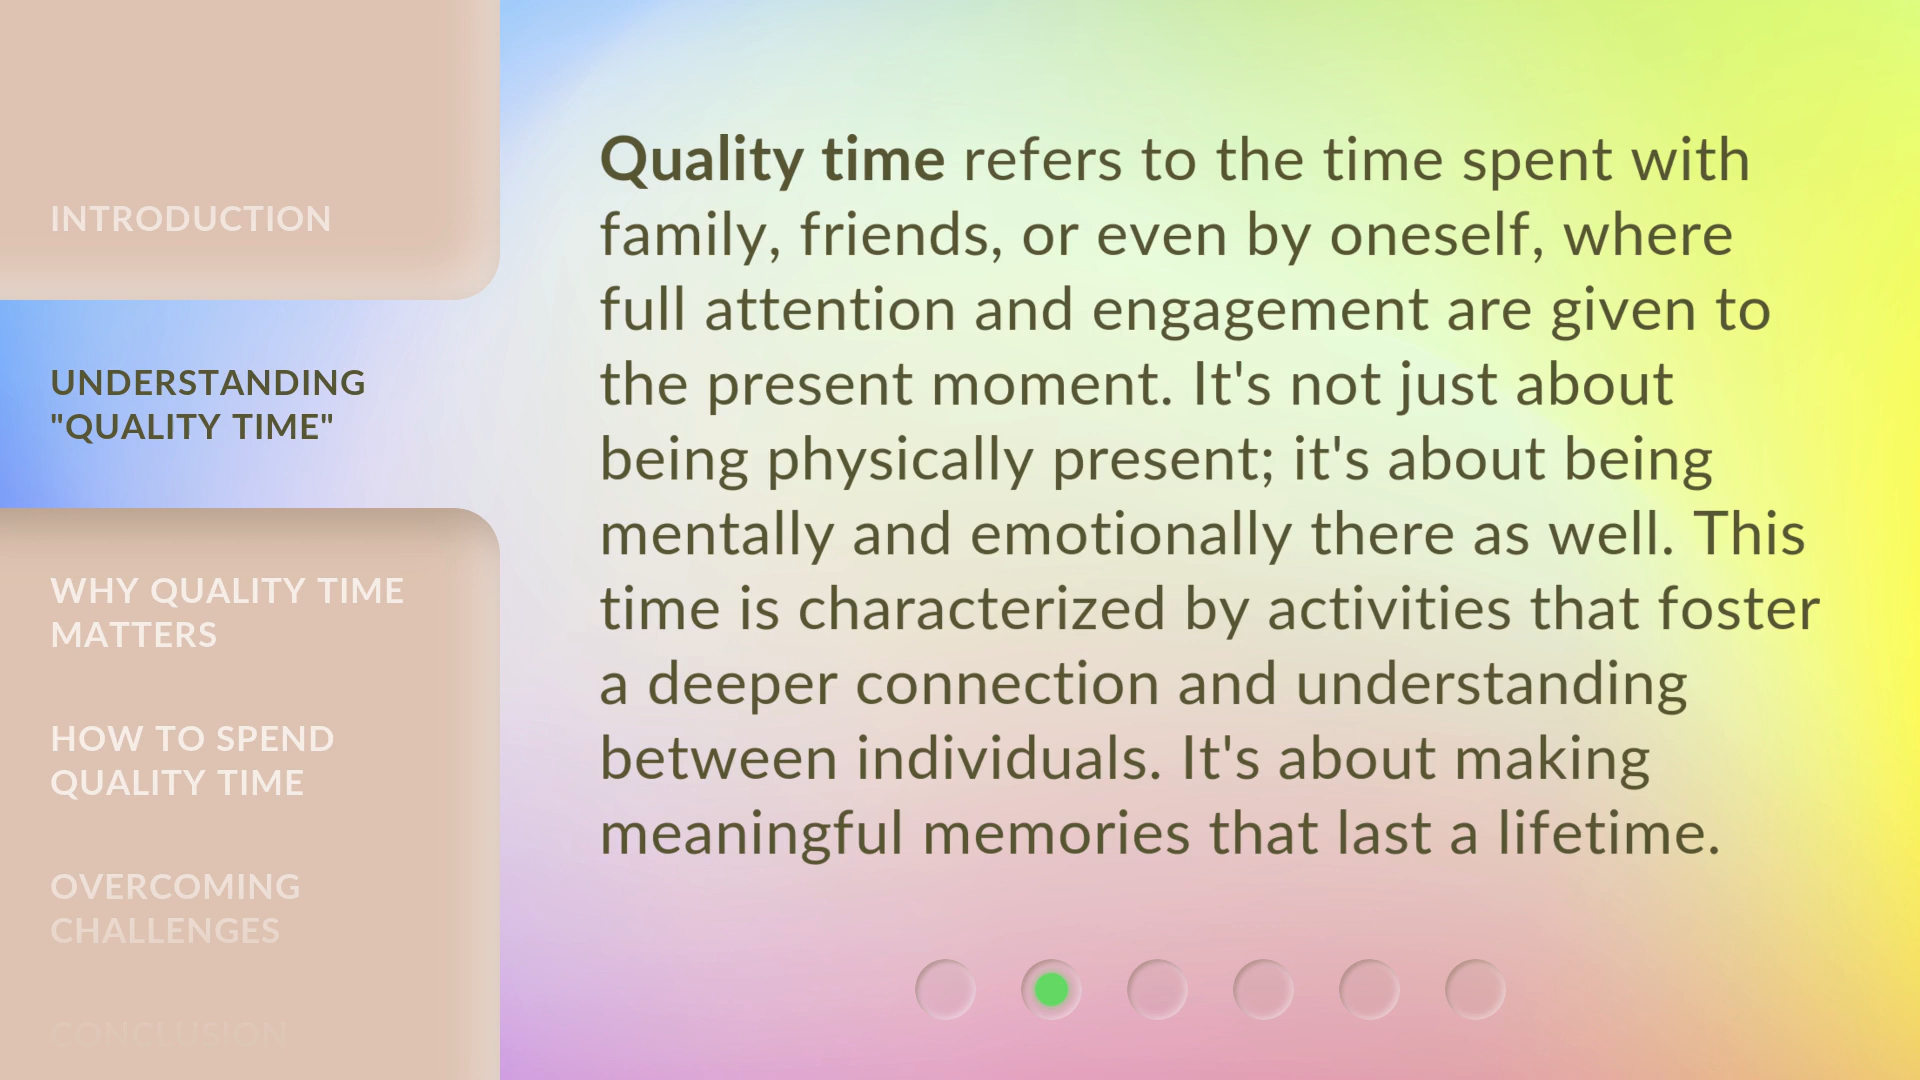 INTRODUCTION
UNDERSTANDING
"QUALITY TIME"
WHY QUALITY TIME
MATTERS
HOW TO SPEND
QUALITY TIME
OVERCOMING
CHALLENGES
CONCLUSION
Quality time refers to the time spent with
family, friends, or even by oneself, where
full attention and engagement are given to
the present moment. It's not just about
being physically present; it's about being
mentally and emotionally there as well. This
time is characterized by activities that foster
a deeper connection and understanding
between individuals. It's about making
meaningful memories that last a lifetime.